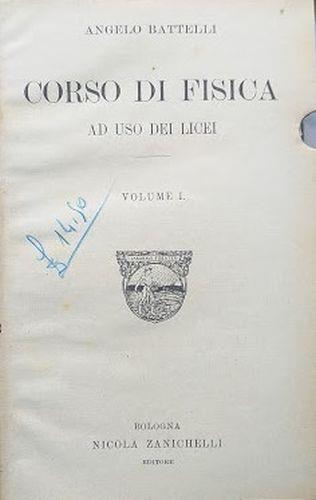 ANGELO BATTELLI
CORSO DI FISICA
AD USO DEI LICEI
VOLUME I.
£ 14.50
BOLOGNA
NICOLA ZANICHELLI
EDITORE